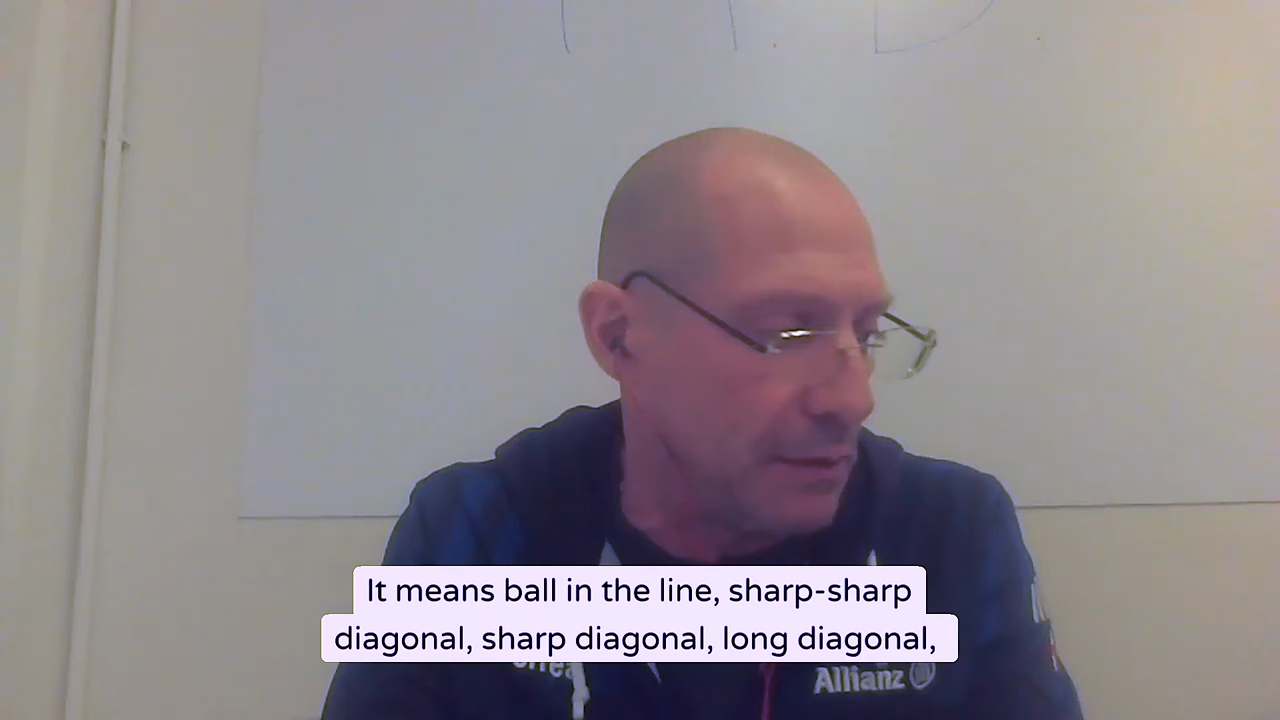 It means ball in the line, sharp-sharp
diagonal, sharp diagonal, long diagonal,
Allianz